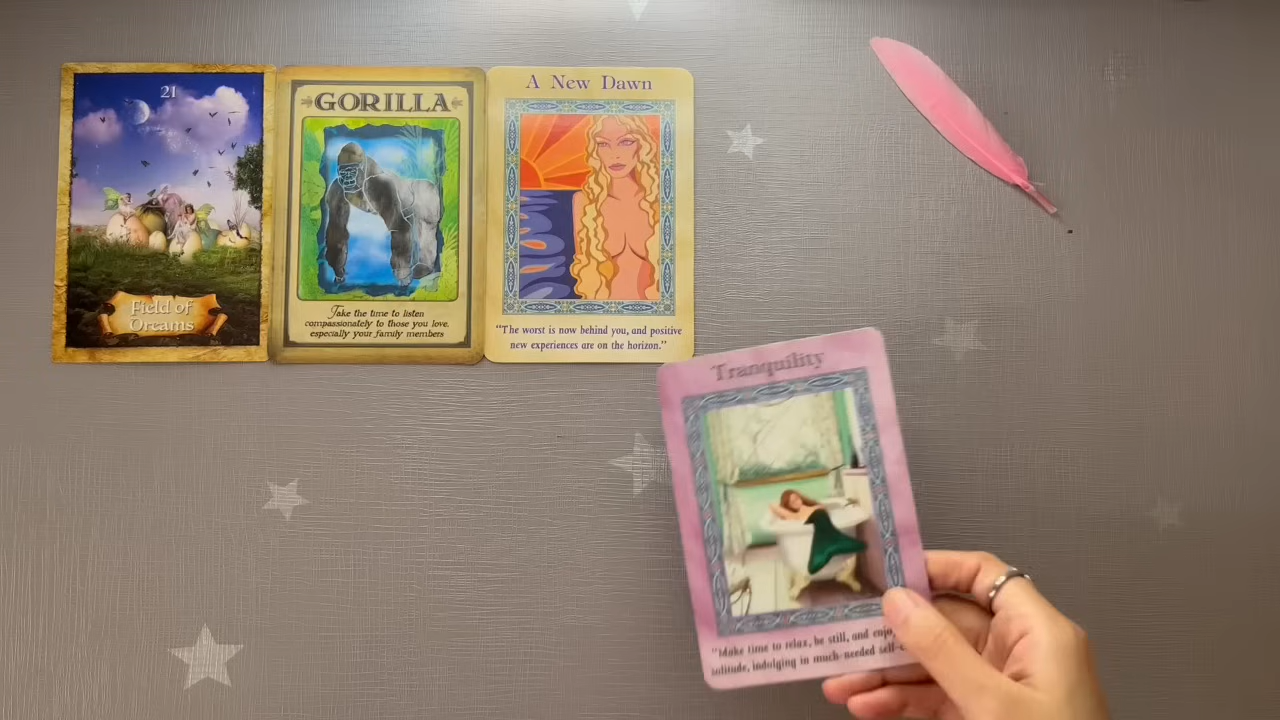 21
Field of
Dreams
GORILLA
Take the time to listen
compassionately to those you love,
especially your family members
A New Dawn
"The worst is now behind you, and positive
new experiences are on the horizon."
Tranquility
"Make time to relax, be still, and
solitude, indulging in much-needed